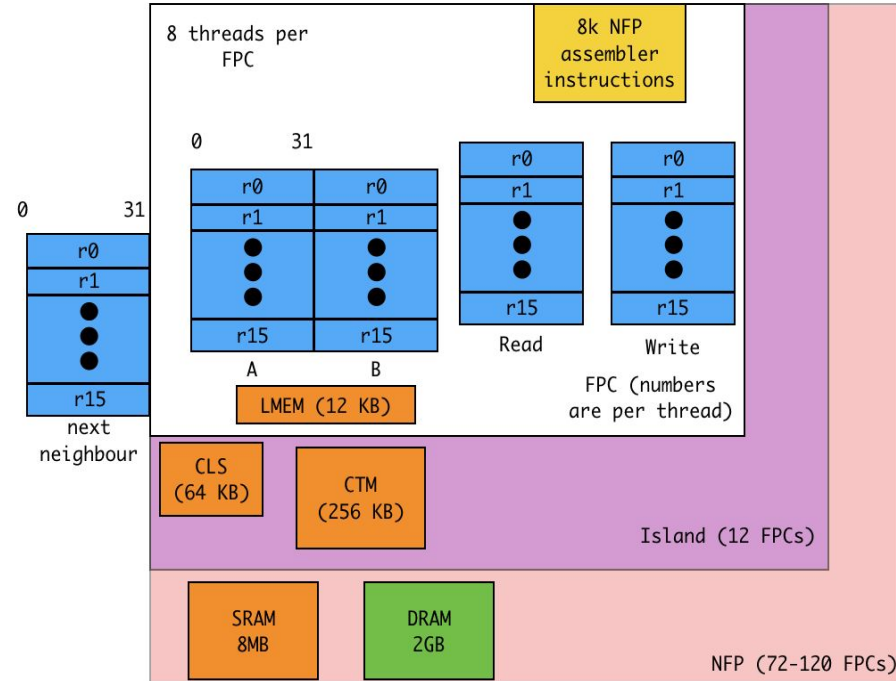 8 threads per
FPC
8k NFP
assembler
instructions
0 31
r0 r0
r1 r1
r15 r15
A B
r0
r1
r15
Read
r0
r1
r15
Write
0 31
r0
r1
r15
next
neighbour
LMEM (12 KB)
FPC (numbers
are per thread)
CLS
(64 KB)
CTM
(256 KB)
Island (12 FPCs)
SRAM
8MB
DRAM
2GB
NFP (72-120 FPCs)